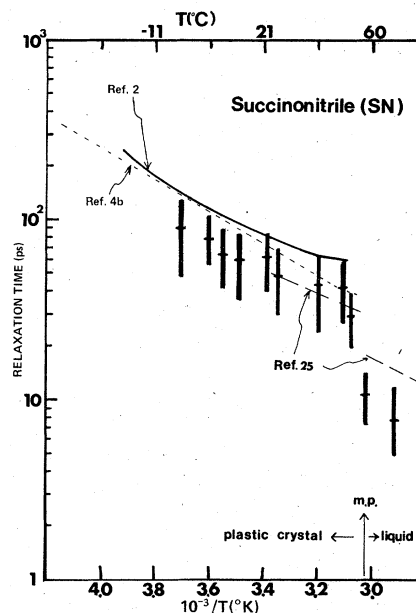 T(°C)
-11 21 60
10³
Ref. 2
Succinonitrile (SN)
Ref. 4b
10²
RELAXATION TIME (ps)
Ref. 25
10
m.p.
plastic crystal liquid
1
4.0 3.8 3.6 3.4 3.2 3.0
10⁻³/T(°K)